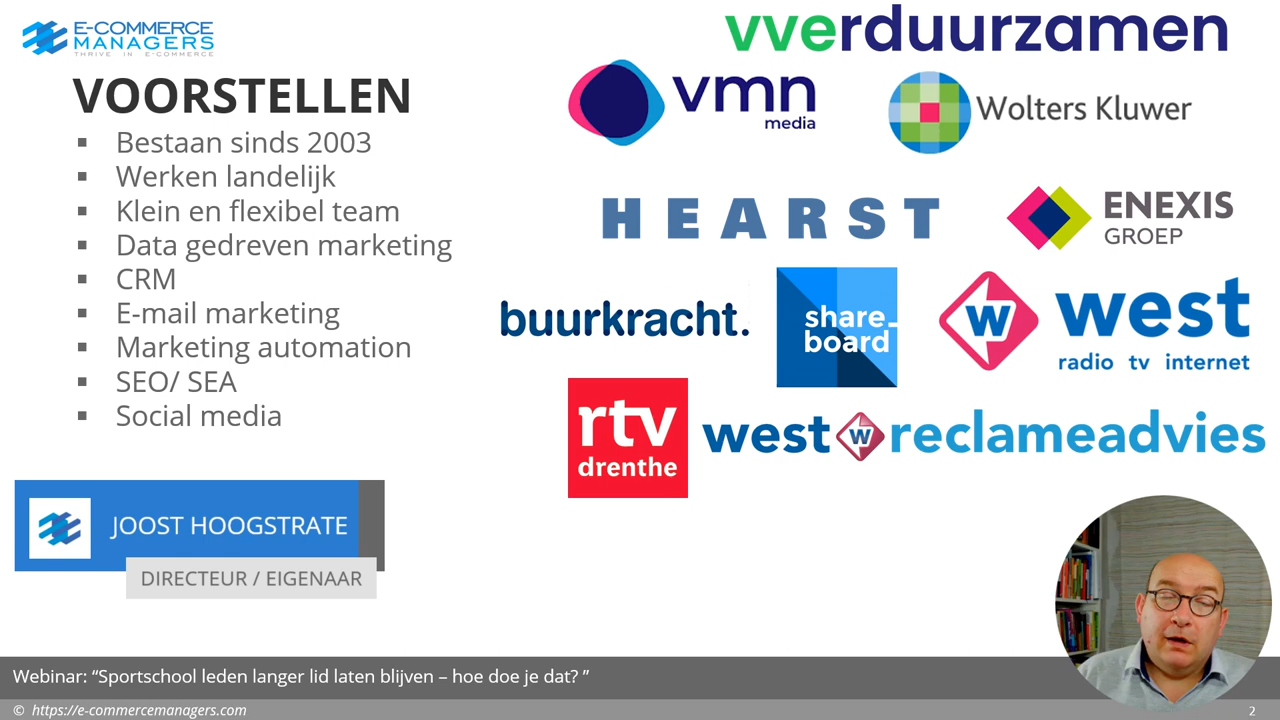 E-COMMERCE
MANAGERS
THRIVE IN E-COMMERCE
VOORSTELLEN
▪ Bestaan sinds 2003
▪ Werken landelijk
▪ Klein en flexibel team
▪ Data gedreven marketing
▪ CRM
▪ E-mail marketing
▪ Marketing automation
▪ SEO/ SEA
▪ Social media
JOOST HOOGSTRATE
DIRECTEUR / EIGENAAR
vverduurzamen
vmn
media
Wolters Kluwer
HEARST
ENEXIS
GROEP
buurkracht.
share
board
w
west
radio tv internet
rtv
drenthe
west w reclameadvies
Webinar: “Sportschool leden langer lid laten blijven – hoe doe je dat? ”
© https://e-commercemanagers.com
2